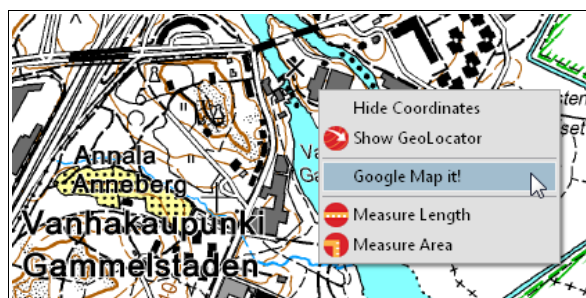 Annala
Anneberg
Vanhakaupunki
Gammelstaden
Hide Coordinates
Show GeoLocator
Google Map it!
Measure Length
Measure Area